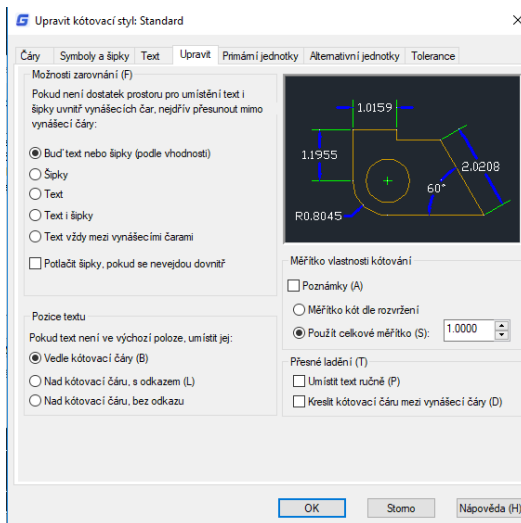 Upravit kótovací styl: Standard
Čáry
Symboly a šipky
Text
Upravit
Primámí jednotky
Altemativní jednotky
Tolerance
Možnosti zarovnání (F)
Pokud není dostatek prostoru pro umístění text i
šipky uvnitř vynášecích čar, nejdřív přesunout mimo
vynášecí čáry:
Buď text nebo šipky (podle vhodnosti)
Šipky
Text
Text i šipky
Text vždy mezi vynášecími čarami
Potlačit šipky, pokud se nevejdou dovnitř
Pozice textu
Pokud text není ve výchozí poloze, umístit jej:
Vedle kótovací čáry (B)
Nad kótovací čáru, s odkazem (L)
Nad kótovací čáru, bez odkazu
1.0159
1.1955
2.0208
60°
R0.8045
Měřítko vlastnosti kótování
Poznámky (A)
Měřítko kót dle rozvržení
Použít celkové měřítko (S):
1.0000
Přesné ladění (T)
Umístit text ručně (P)
Kreslit kótovací čáru mezi vynášecí čáry (D)
OK
Storno
Nápověda (H)